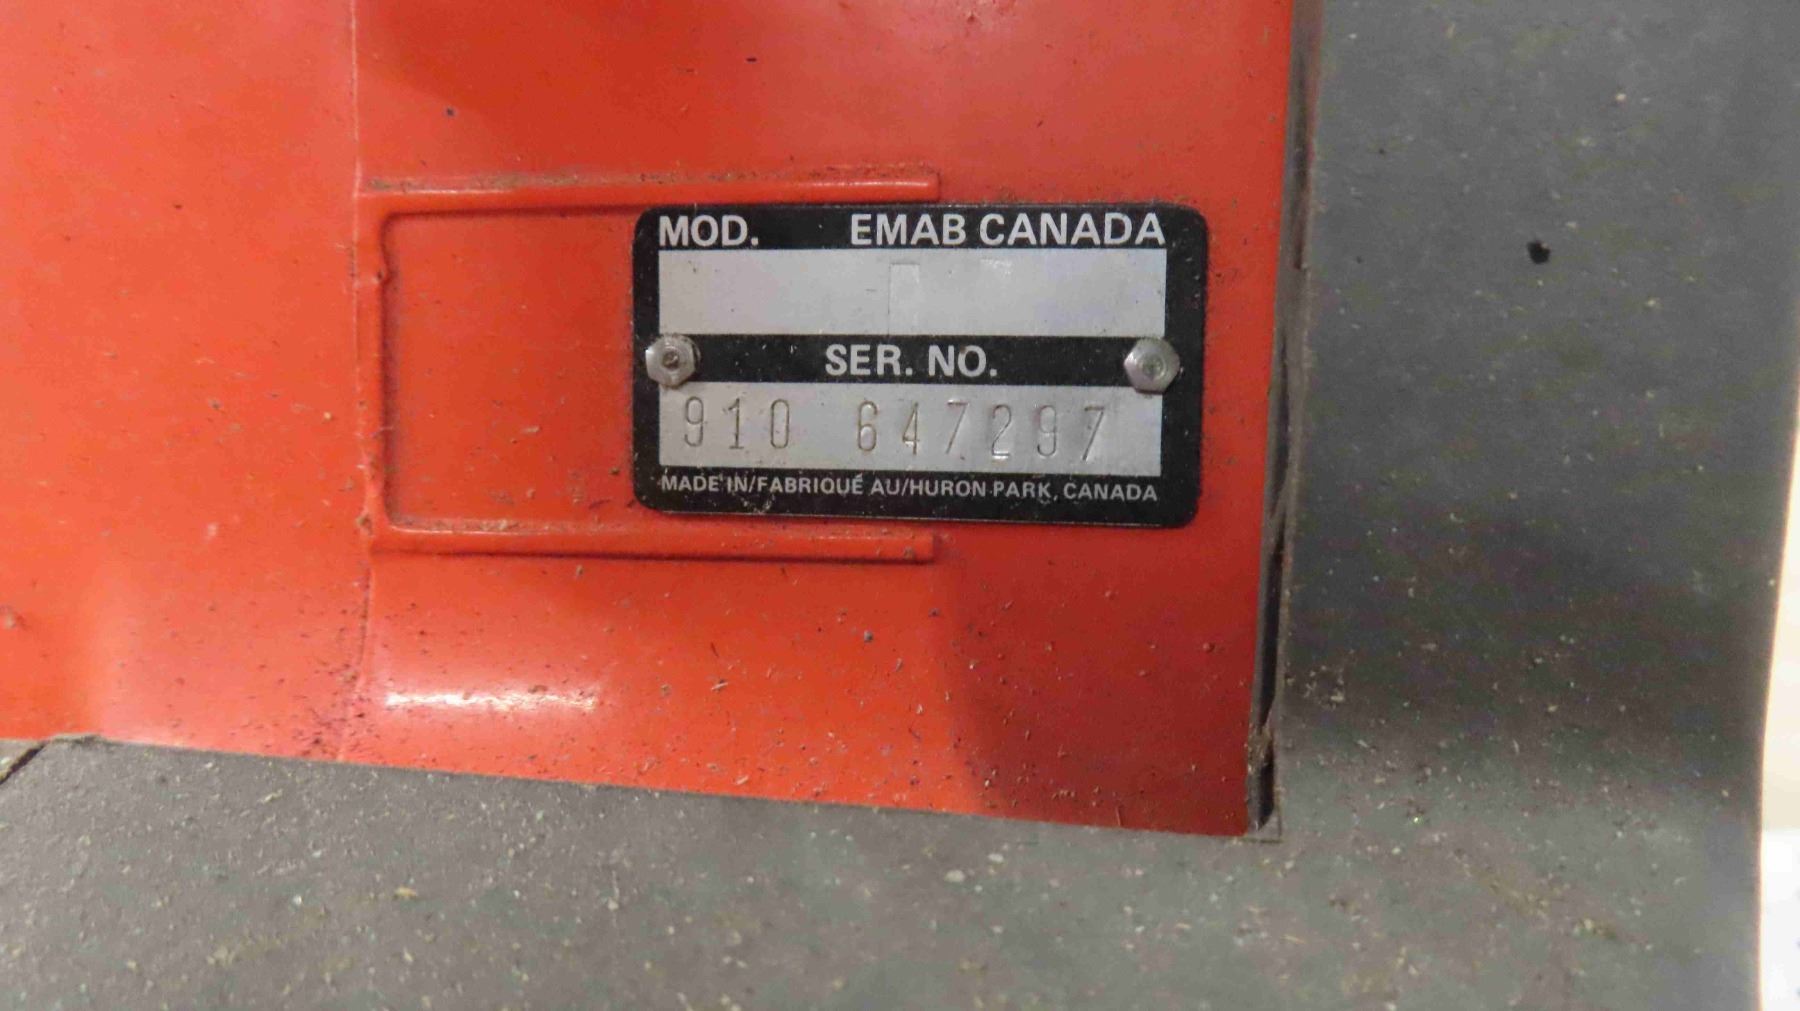 MOD. EMAB CANADA
SER. NO.
910 647297
MADE IN/FABRIQUÉ AU/HURON PARK, CANADA